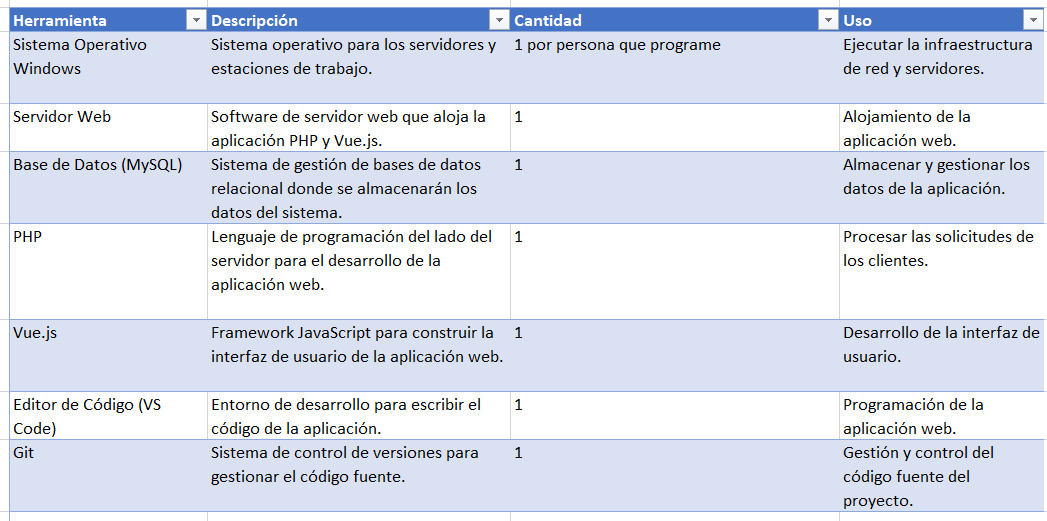 Herramienta Descripción Cantidad Uso
Sistema Operativo Windows Sistema operativo para los servidores y estaciones de trabajo. 1 por persona que programe Ejecutar la infraestructura de red y servidores.
Servidor Web Software de servidor web que aloja la aplicación PHP y Vue.js. 1 Alojamiento de la aplicación web.
Base de Datos (MySQL) Sistema de gestión de bases de datos relacional donde se almacenarán los datos del sistema. 1 Almacenar y gestionar los datos de la aplicación.
PHP Lenguaje de programación del lado del servidor para el desarrollo de la aplicación web. 1 Procesar las solicitudes de los clientes.
Vue.js Framework JavaScript para construir la interfaz de usuario de la aplicación web. 1 Desarrollo de la interfaz de usuario.
Editor de Código (VS Code) Entorno de desarrollo para escribir el código de la aplicación. 1 Programación de la aplicación web.
Git Sistema de control de versiones para gestionar el código fuente. 1 Gestión y control del código fuente del proyecto.